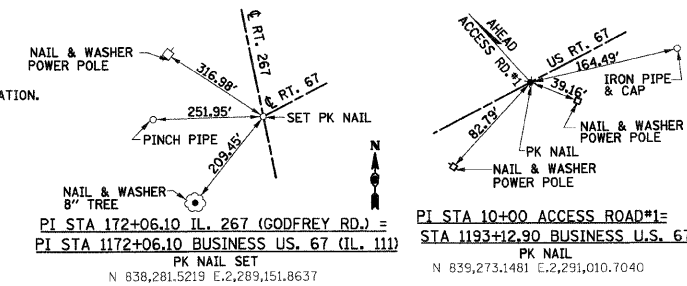 NAIL & WASHER
POWER POLE
316.98'
℄ RT. 267
℄ RT. 67
ATION.
251.95'
SET PK NAIL
PINCH PIPE
209.45'
N
NAIL & WASHER
8" TREE
PI STA 172+06.10 IL. 267 (GODFREY RD.) =
PI STA 1172+06.10 BUSINESS US. 67 (IL. 111)
PK NAIL SET
N 838,281.5219 E.2,289,151.8637
AHEAD
ACCESS RD.#1
US RT. 67
164.49'
39.16'
IRON PIPE
& CAP
82.79'
NAIL & WASHER
POWER POLE
PK NAIL
NAIL & WASHER
POWER POLE
PI STA 10+00 ACCESS ROAD#1=
STA 1193+12.90 BUSINESS U.S. 67
PK NAIL
N 839,273.1481 E.2,291,010.7040